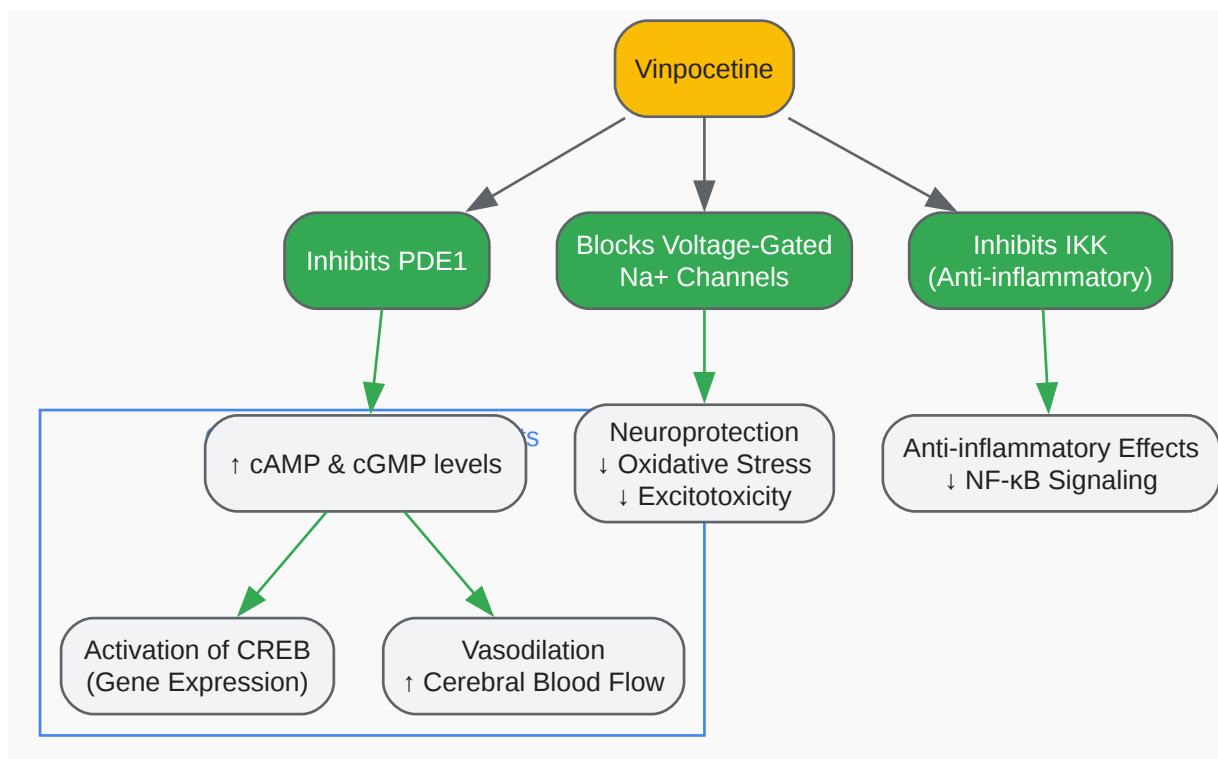 Vinpocetine
Inhibits PDE1
Blocks Voltage-Gated
Na+ Channels
Inhibits IKK
(Anti-inflammatory)
↑ cAMP & cGMP levels
Neuroprotection
↓ Oxidative Stress
↓ Excitotoxicity
Anti-inflammatory Effects
↓ NF-κB Signaling
Activation of CREB
(Gene Expression)
Vasodilation
↑ Cerebral Blood Flow